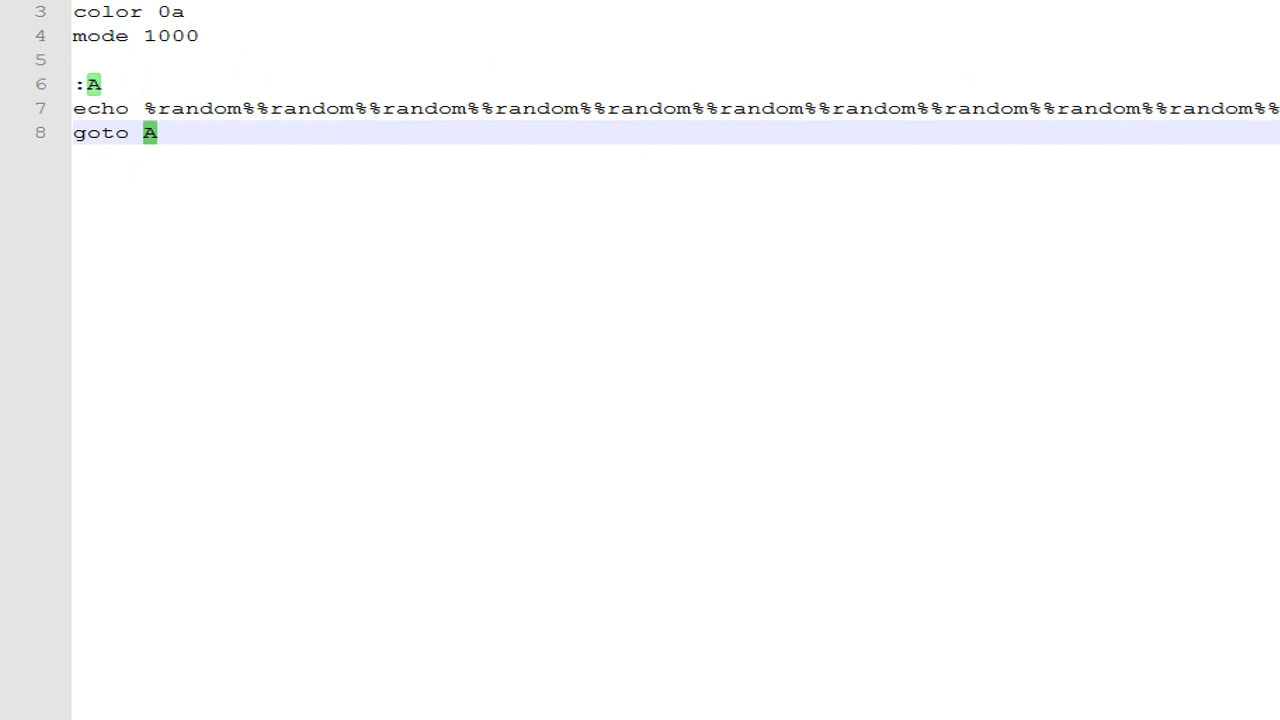 3 color 0a
4 mode 1000
5
6 :A
7 echo %random%%random%%random%%random%%random%%random%%random%%random%%random%%random%%
8 goto A